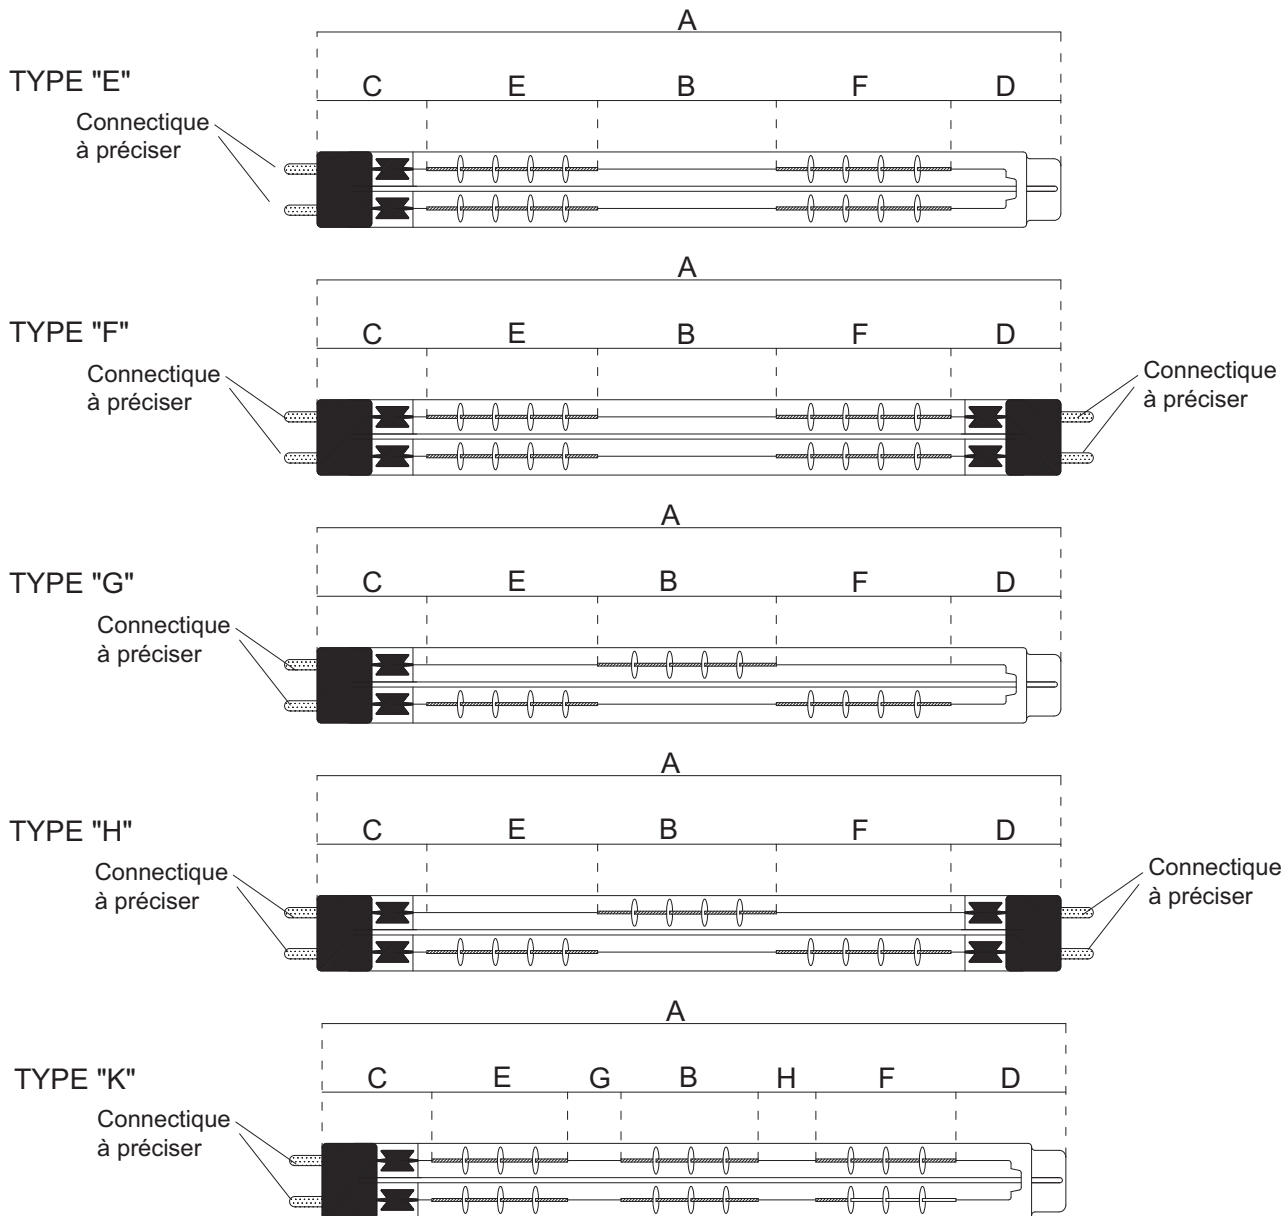 A
TYPE "E"
C E B F D
Connectique
à préciser
A
TYPE "F"
C E B F D
Connectique
à préciser
Connectique
à préciser
A
TYPE "G"
C E B F D
Connectique
à préciser
A
TYPE "H"
C E B F D
Connectique
à préciser
Connectique
à préciser
A
TYPE "K"
C E G B H F D
Connectique
à préciser